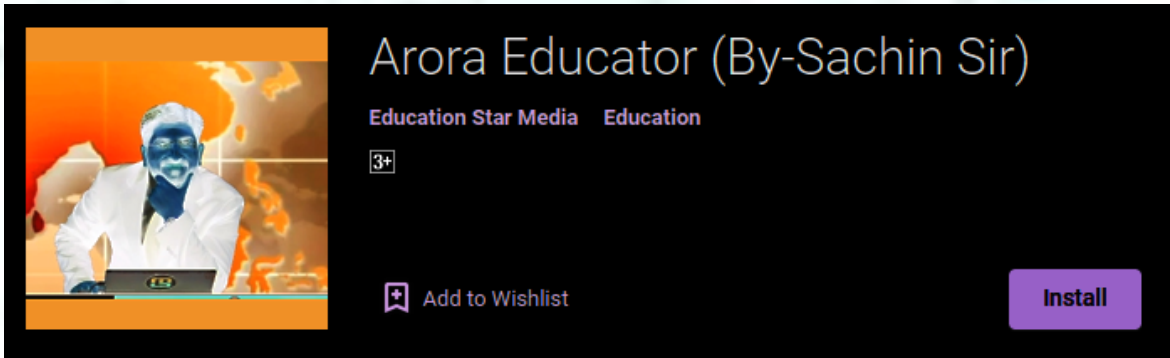 Arora Educator (By-Sachin Sir)
Education Star Media Education
3+
Add to Wishlist
Install